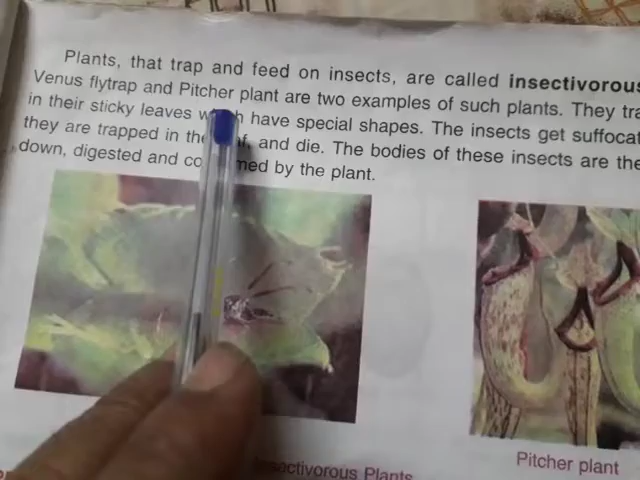 Plants, that trap and feed on insects, are called insectivorous
Venus flytrap and Pitcher plant are two examples of such plants. They tra
in their sticky leaves have special shapes. The insects get suffocat
they are trapped in the and die. The bodies of these insects are the
down, digested and by the plant.
Insectivorous Plants
Pitcher plant